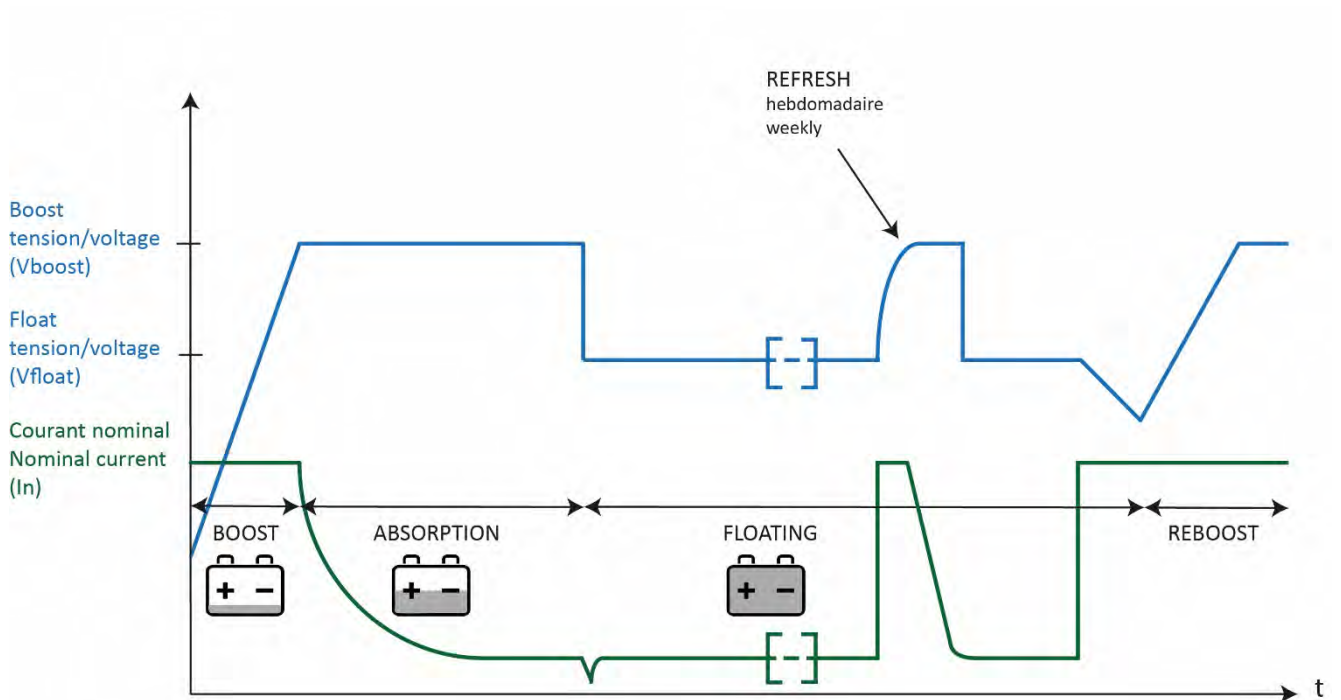 REFRESH
hebdomadaire
weekly
Boost
tension/voltage
(Vboost)
Float
tension/voltage
(Vfloat)
Courant nominal
Nominal current
(In)
BOOST
ABSORPTION
FLOATING
REBOOST
+ −
+ −
+ −
t